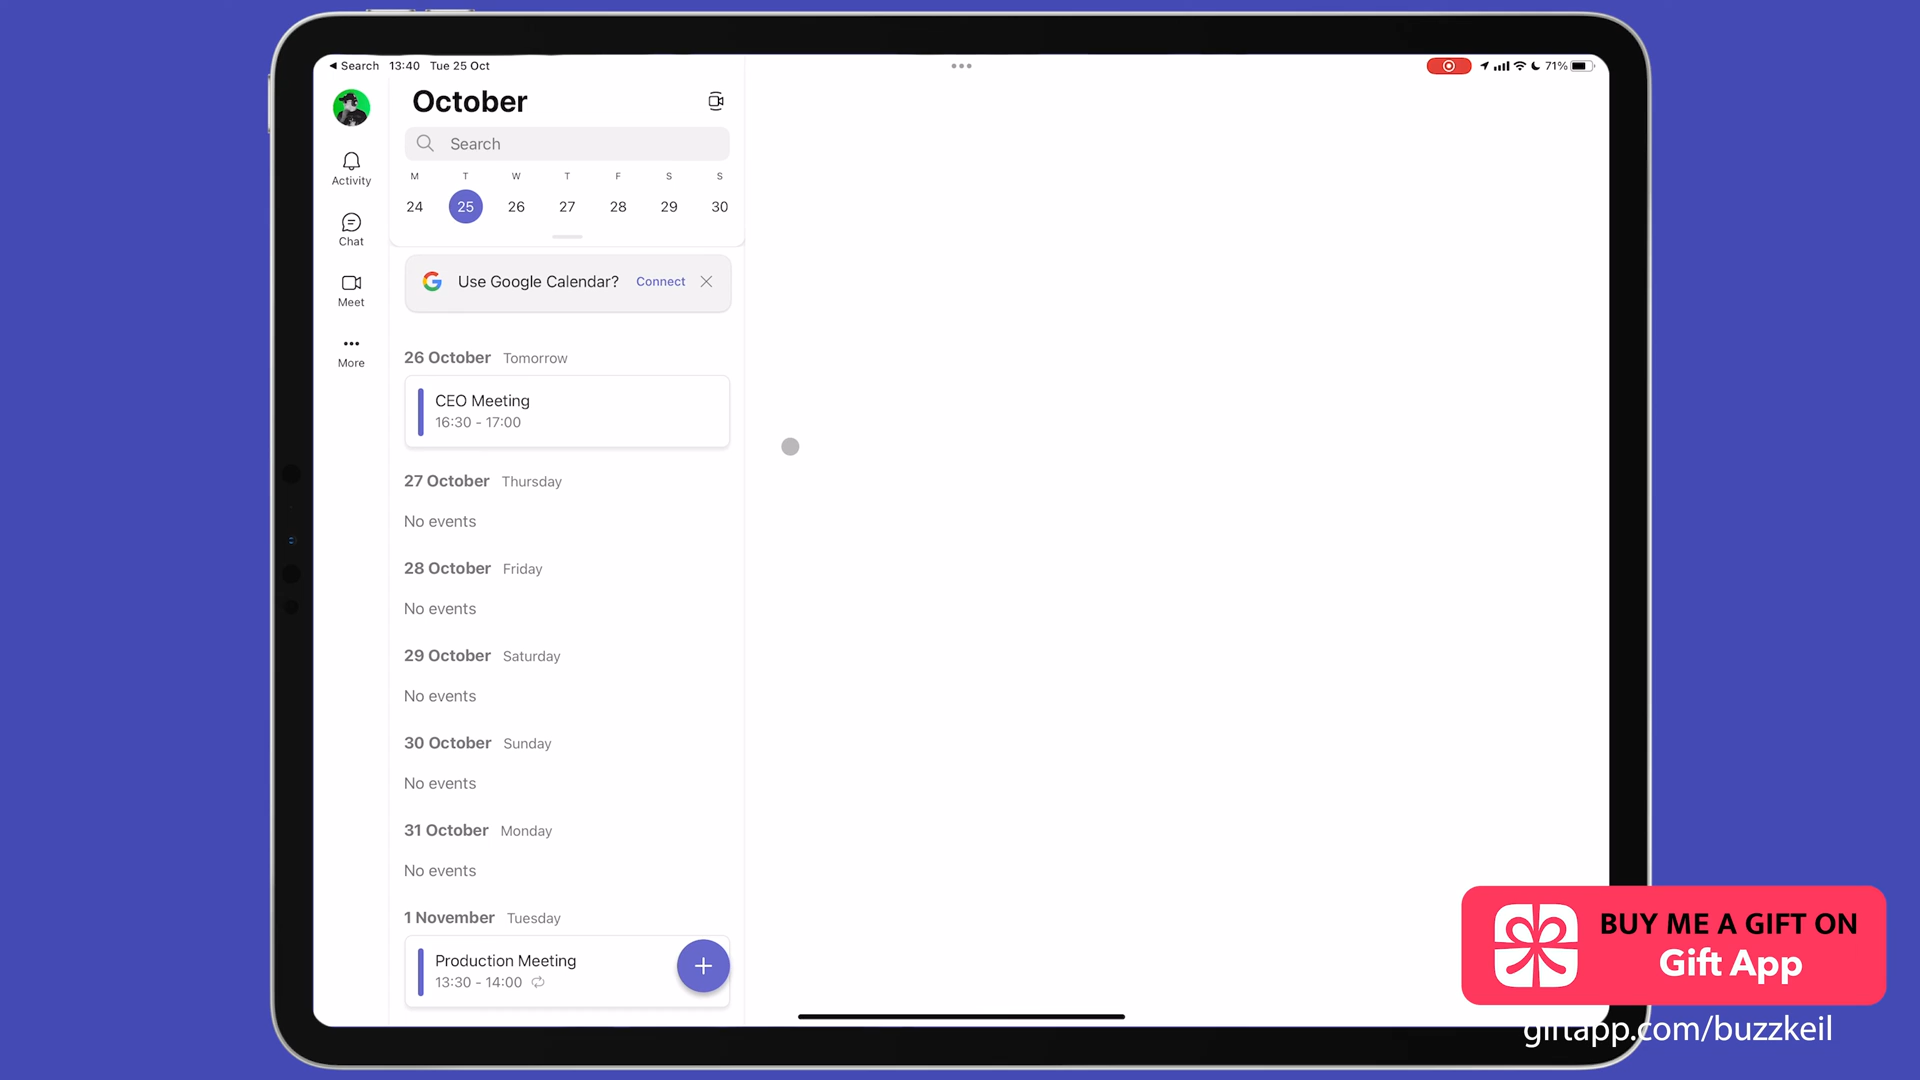 ◀ Search 13:40 Tue 25 Oct
71%
October
Search
M T W T F S S
24 25 26 27 28 29 30
Activity
Chat
Meet
More
Use Google Calendar? Connect
26 October Tomorrow
CEO Meeting
16:30 - 17:00
27 October Thursday
No events
28 October Friday
No events
29 October Saturday
No events
30 October Sunday
No events
31 October Monday
No events
1 November Tuesday
Production Meeting
13:30 - 14:00
BUY ME A GIFT ON
Gift App
giftapp.com/buzzkeil